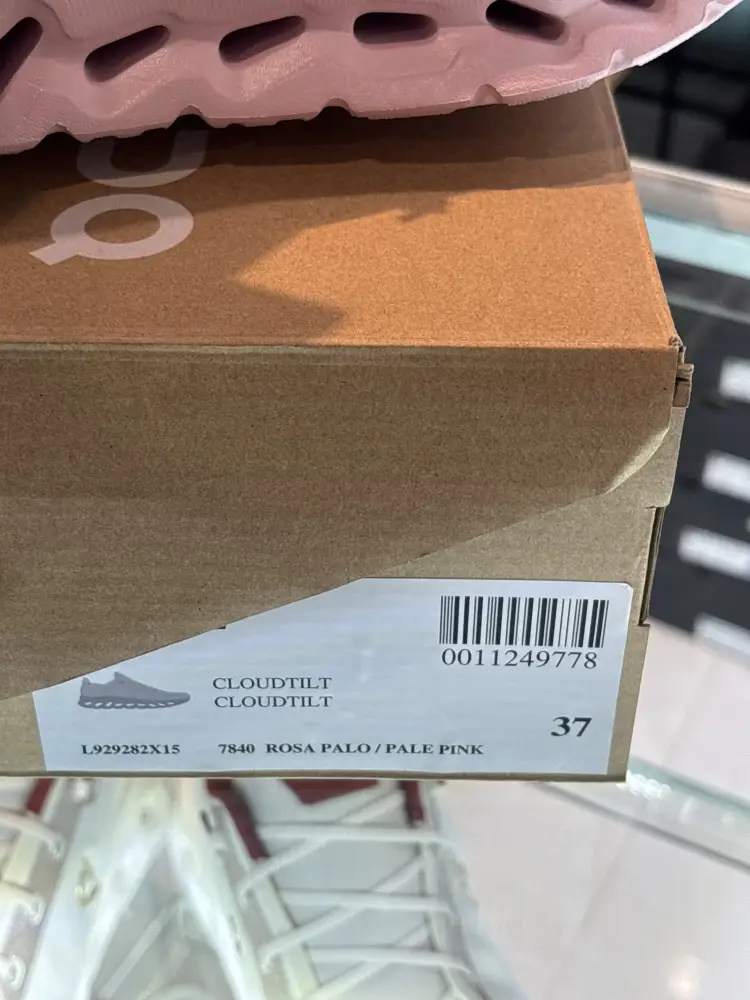 0011249778
CLOUDTILT
CLOUDTILT
37
L929282X15 7840 ROSA PALO / PALE PINK